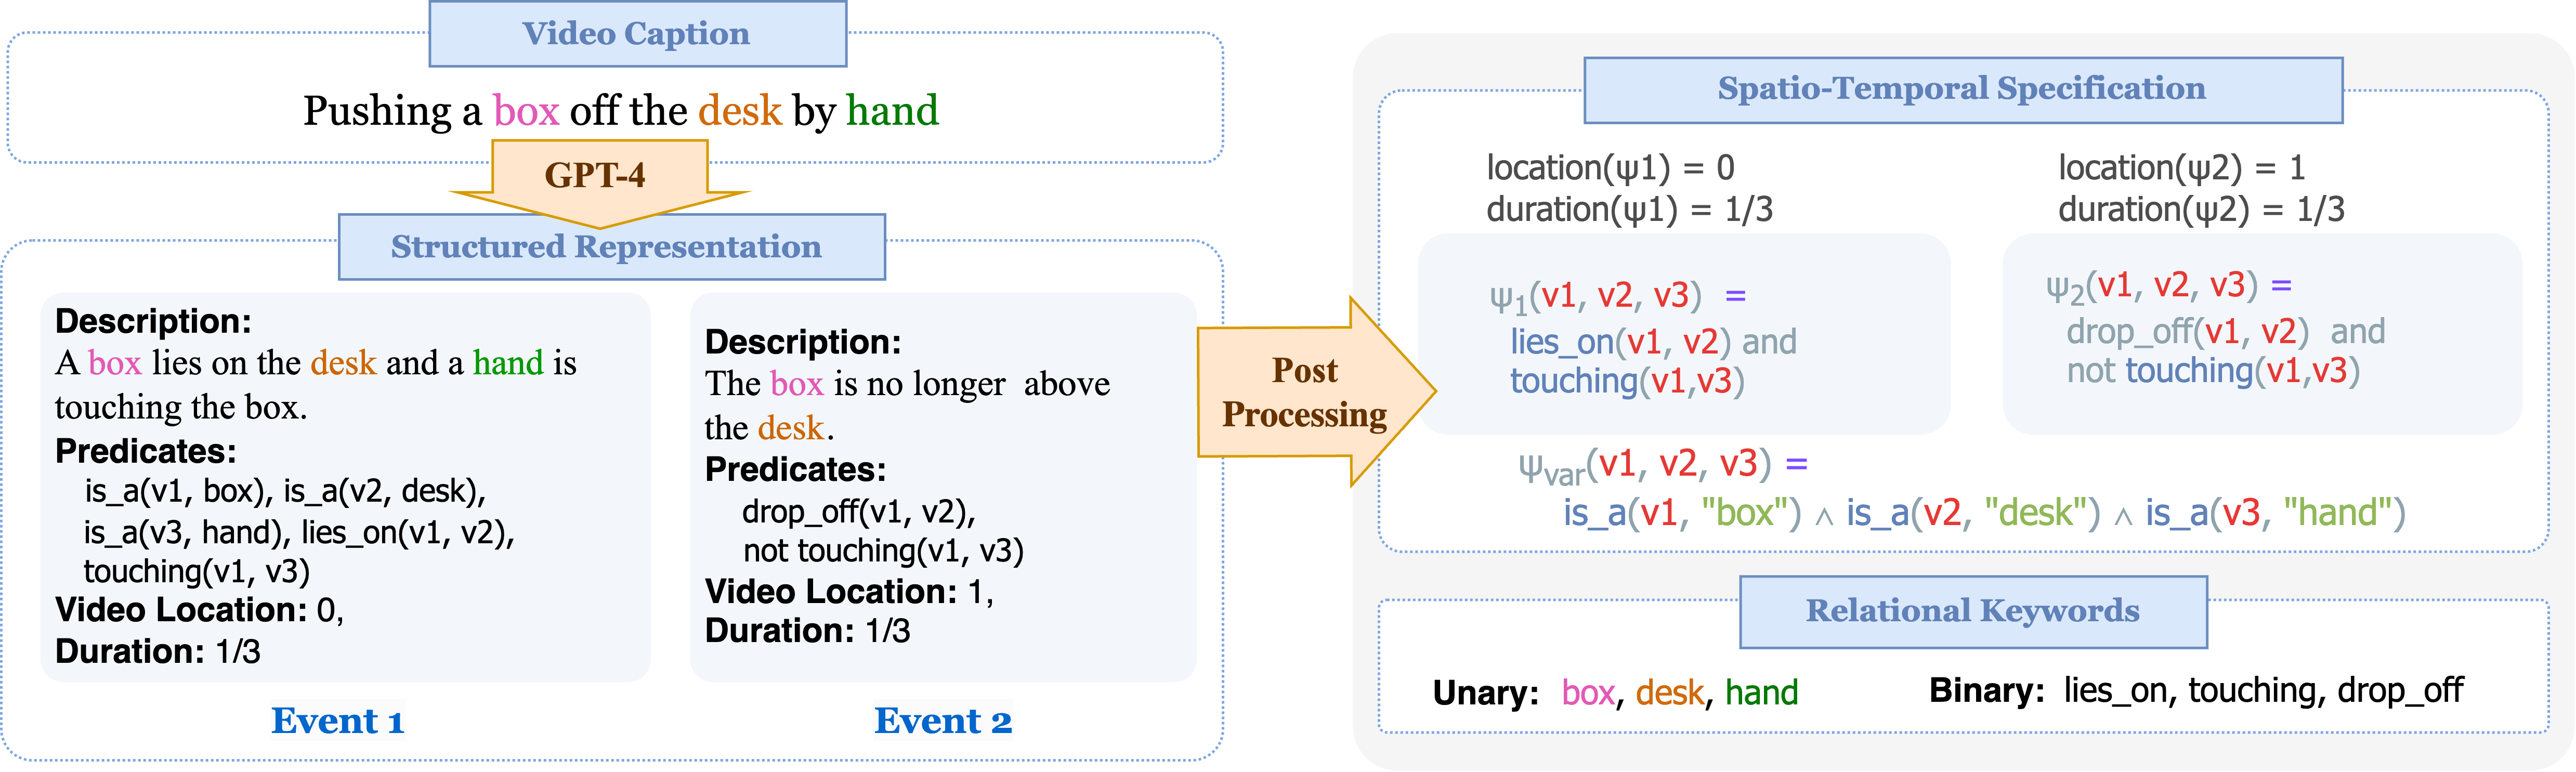 Video Caption
Pushing a box off the desk by hand
GPT-4
Structured Representation
Description:
A box lies on the desk and a hand is
touching the box.
Predicates:
is_a(v1, box), is_a(v2, desk),
is_a(v3, hand), lies_on(v1, v2),
touching(v1, v3)
Video Location: 0,
Duration: 1/3
Event 1
Description:
The box is no longer above
the desk.
Predicates:
drop_off(v1, v2),
not touching(v1, v3)
Video Location: 1,
Duration: 1/3
Event 2
Post
Processing
Spatio-Temporal Specification
location(ψ1) = 0
duration(ψ1) = 1/3
ψ1(v1, v2, v3) =
lies_on(v1, v2) and
touching(v1,v3)
location(ψ2) = 1
duration(ψ2) = 1/3
ψ2(v1, v2, v3) =
drop_off(v1, v2) and
not touching(v1,v3)
ψvar(v1, v2, v3) =
is_a(v1, "box") ∧ is_a(v2, "desk") ∧ is_a(v3, "hand")
Relational Keywords
Unary: box, desk, hand
Binary: lies_on, touching, drop_off